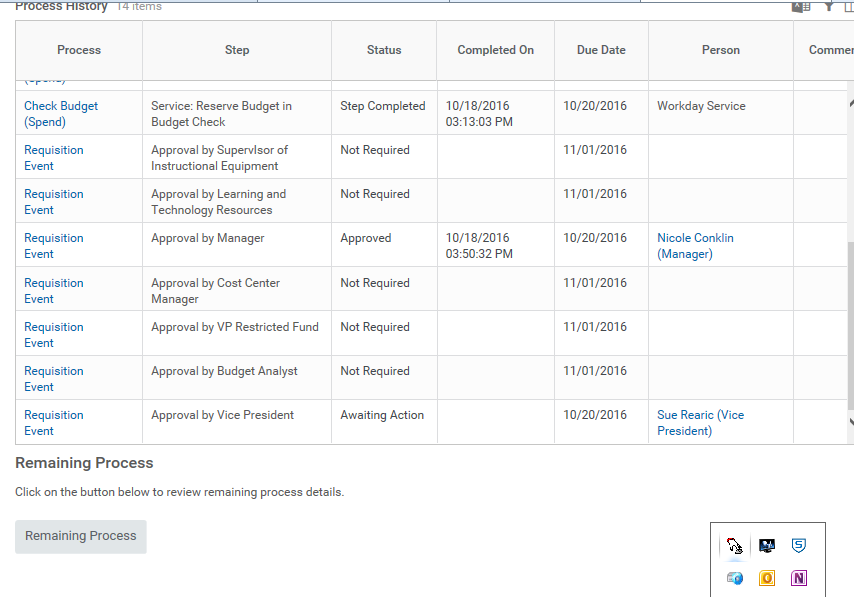 Process History 14 items
Process Step Status Completed On Due Date Person Commen
(Spend)
Check Budget Service: Reserve Budget in Step Completed 10/18/2016 10/20/2016 Workday Service
(Spend) Budget Check 03:13:03 PM
Requisition Approval by Supervisor of Not Required 11/01/2016
Event Instructional Equipment
Requisition Approval by Learning and Not Required 11/01/2016
Event Technology Resources
Requisition Approval by Manager Approved 10/18/2016 10/20/2016 Nicole Conklin
Event 03:50:32 PM (Manager)
Requisition Approval by Cost Center Not Required 11/01/2016
Event Manager
Requisition Approval by VP Restricted Fund Not Required 11/01/2016
Event
Requisition Approval by Budget Analyst Not Required 11/01/2016
Event
Requisition Approval by Vice President Awaiting Action 10/20/2016 Sue Rearic (Vice
Event President)
Remaining Process
Click on the button below to review remaining process details.
Remaining Process